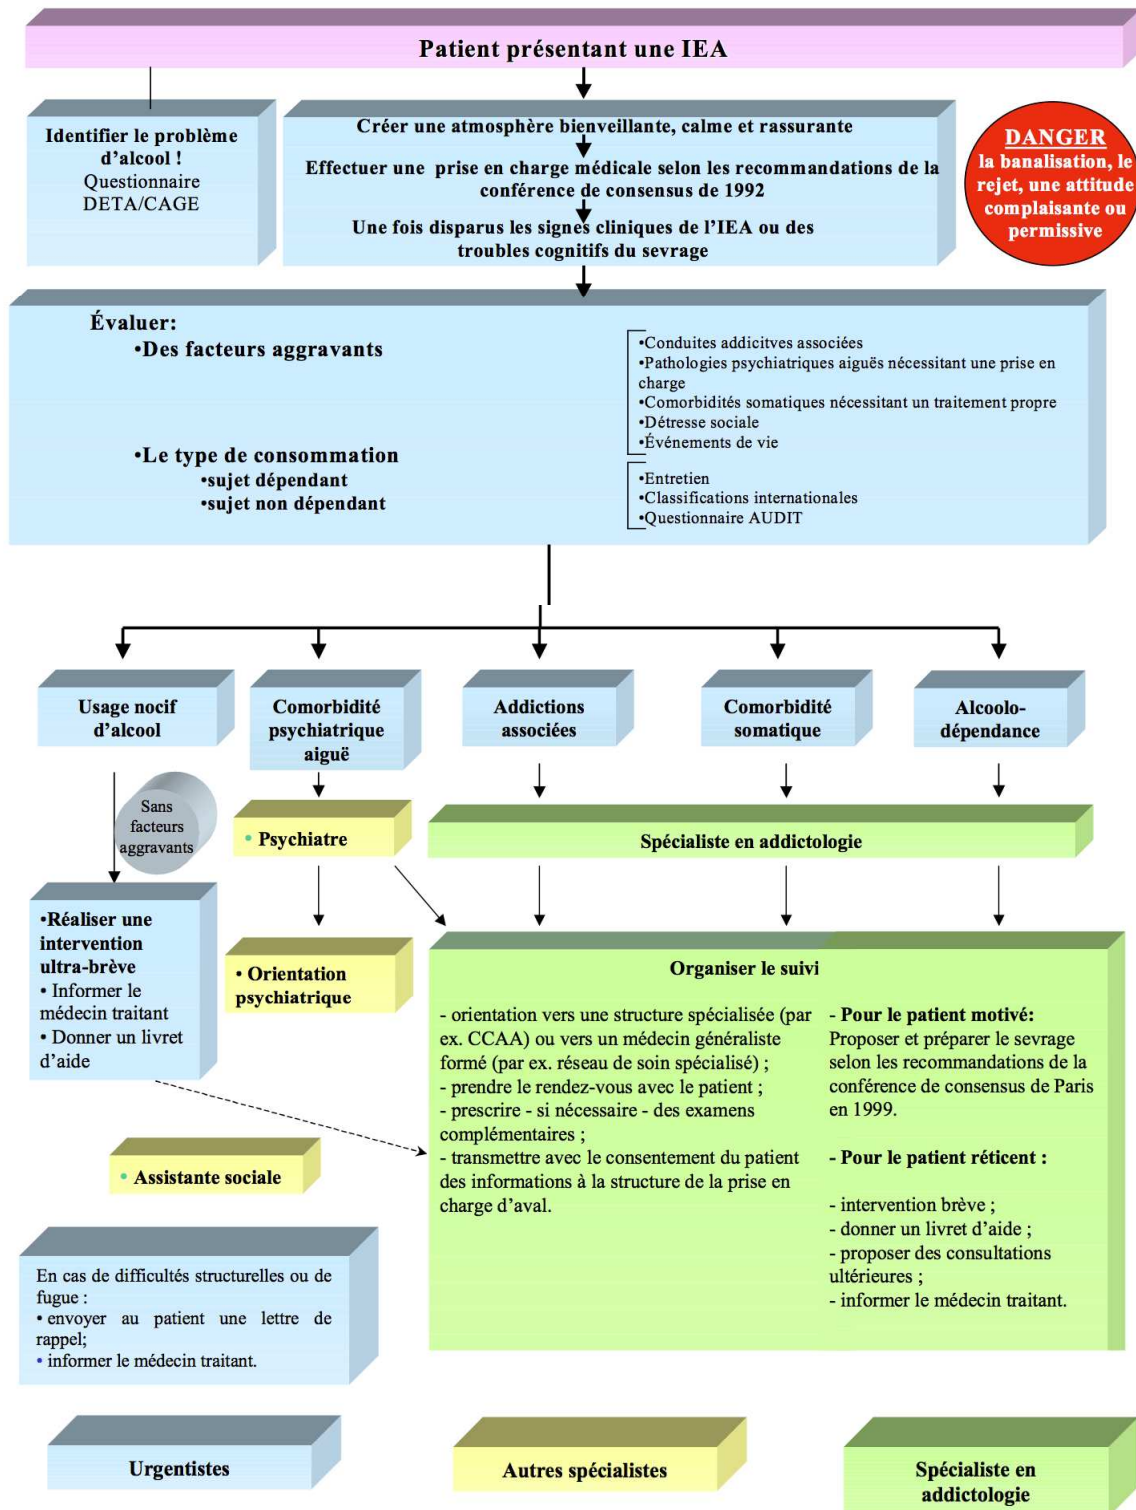 Patient présentant une IEA
Identifier le problème
d'alcool !
Questionnaire
DETA/CAGE
Créer une atmosphère bienveillante, calme et rassurante
Effectuer une prise en charge médicale selon les recommandations de la
conférence de consensus de 1992
Une fois disparus les signes cliniques de l'IEA ou des
troubles cognitifs du sevrage
DANGER
la banalisation, le
rejet, une attitude
complaisante ou
permissive
Évaluer:
•Des facteurs aggravants
•Conduites addicitves associées
•Pathologies psychiatriques aiguës nécessitant une prise en
charge
•Comorbidités somatiques nécessitant un traitement propre
•Détresse sociale
•Événements de vie
•Le type de consommation
•sujet dépendant
•sujet non dépendant
•Entretien
•Classifications internationales
•Questionnaire AUDIT
Usage nocif
d'alcool
Comorbidité
psychiatrique
aiguë
Addictions
associées
Comorbidité
somatique
Alcoolo-
dépendance
Sans
facteurs
aggravants
• Psychiatre
Spécialiste en addictologie
•Réaliser une
intervention
ultra-brève
• Informer le
médecin traitant
• Donner un livret
d'aide
• Orientation
psychiatrique
Organiser le suivi
- orientation vers une structure spécialisée (par
ex. CCAA) ou vers un médecin généraliste
formé (par ex. réseau de soin spécialisé) ;
- prendre le rendez-vous avec le patient ;
- prescrire - si nécessaire - des examens
complémentaires ;
- transmettre avec le consentement du patient
des informations à la structure de la prise en
charge d'aval.
- Pour le patient motivé:
Proposer et préparer le sevrage
selon les recommandations de la
conférence de consensus de Paris
en 1999.
- Pour le patient réticent :
- intervention brève ;
- donner un livret d'aide ;
- proposer des consultations
ultérieures ;
- informer le médecin traitant.
• Assistante sociale
En cas de difficultés structurelles ou de
fugue :
• envoyer au patient une lettre de
rappel;
• informer le médecin traitant.
Urgentistes
Autres spécialistes
Spécialiste en
addictologie